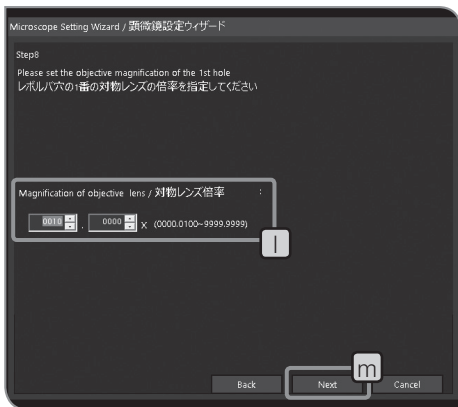 Microscope Setting Wizard / 顕微鏡設定ウィザード
Step8
Please set the objective magnification of the 1st hole
レボルバ穴の1番の対物レンズの倍率を指定してください
Magnification of objective lens / 対物レンズ倍率 :
0010 . 0000 X (0000.0100~9999.9999)
l
m
Back Next Cancel